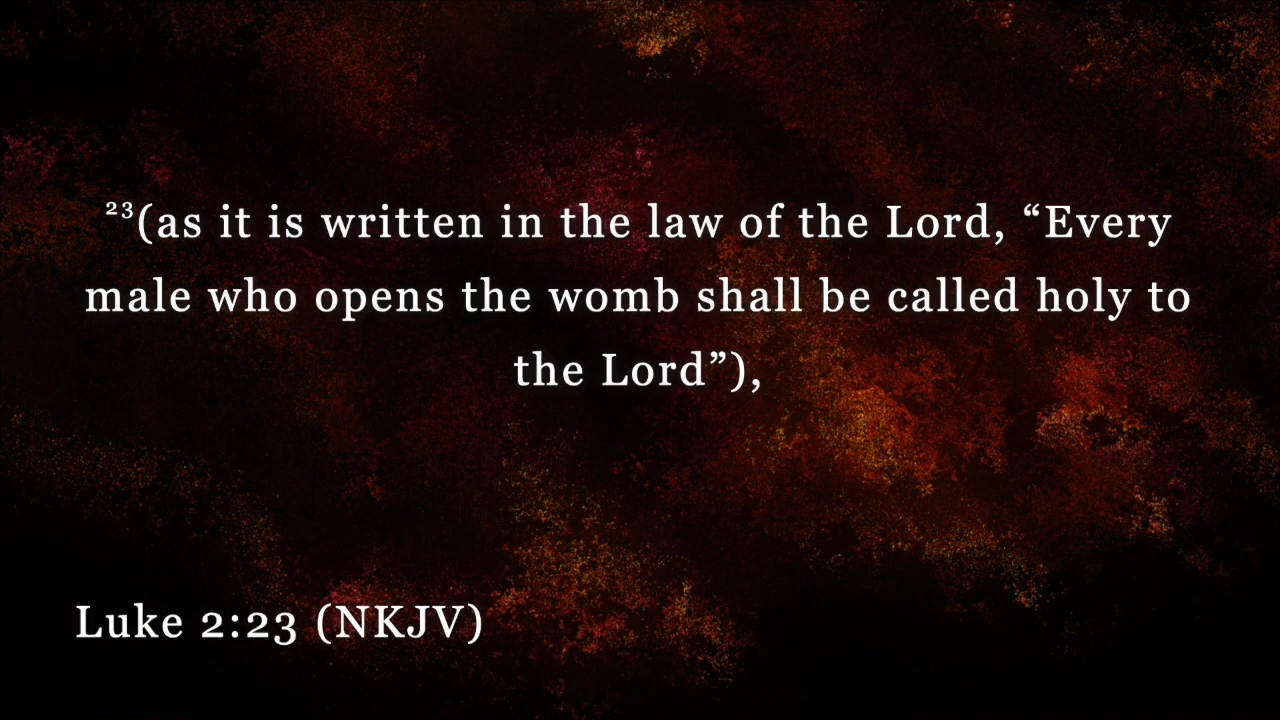 ²³(as it is written in the law of the Lord, “Every
male who opens the womb shall be called holy to
the Lord”),
Luke 2:23 (NKJV)